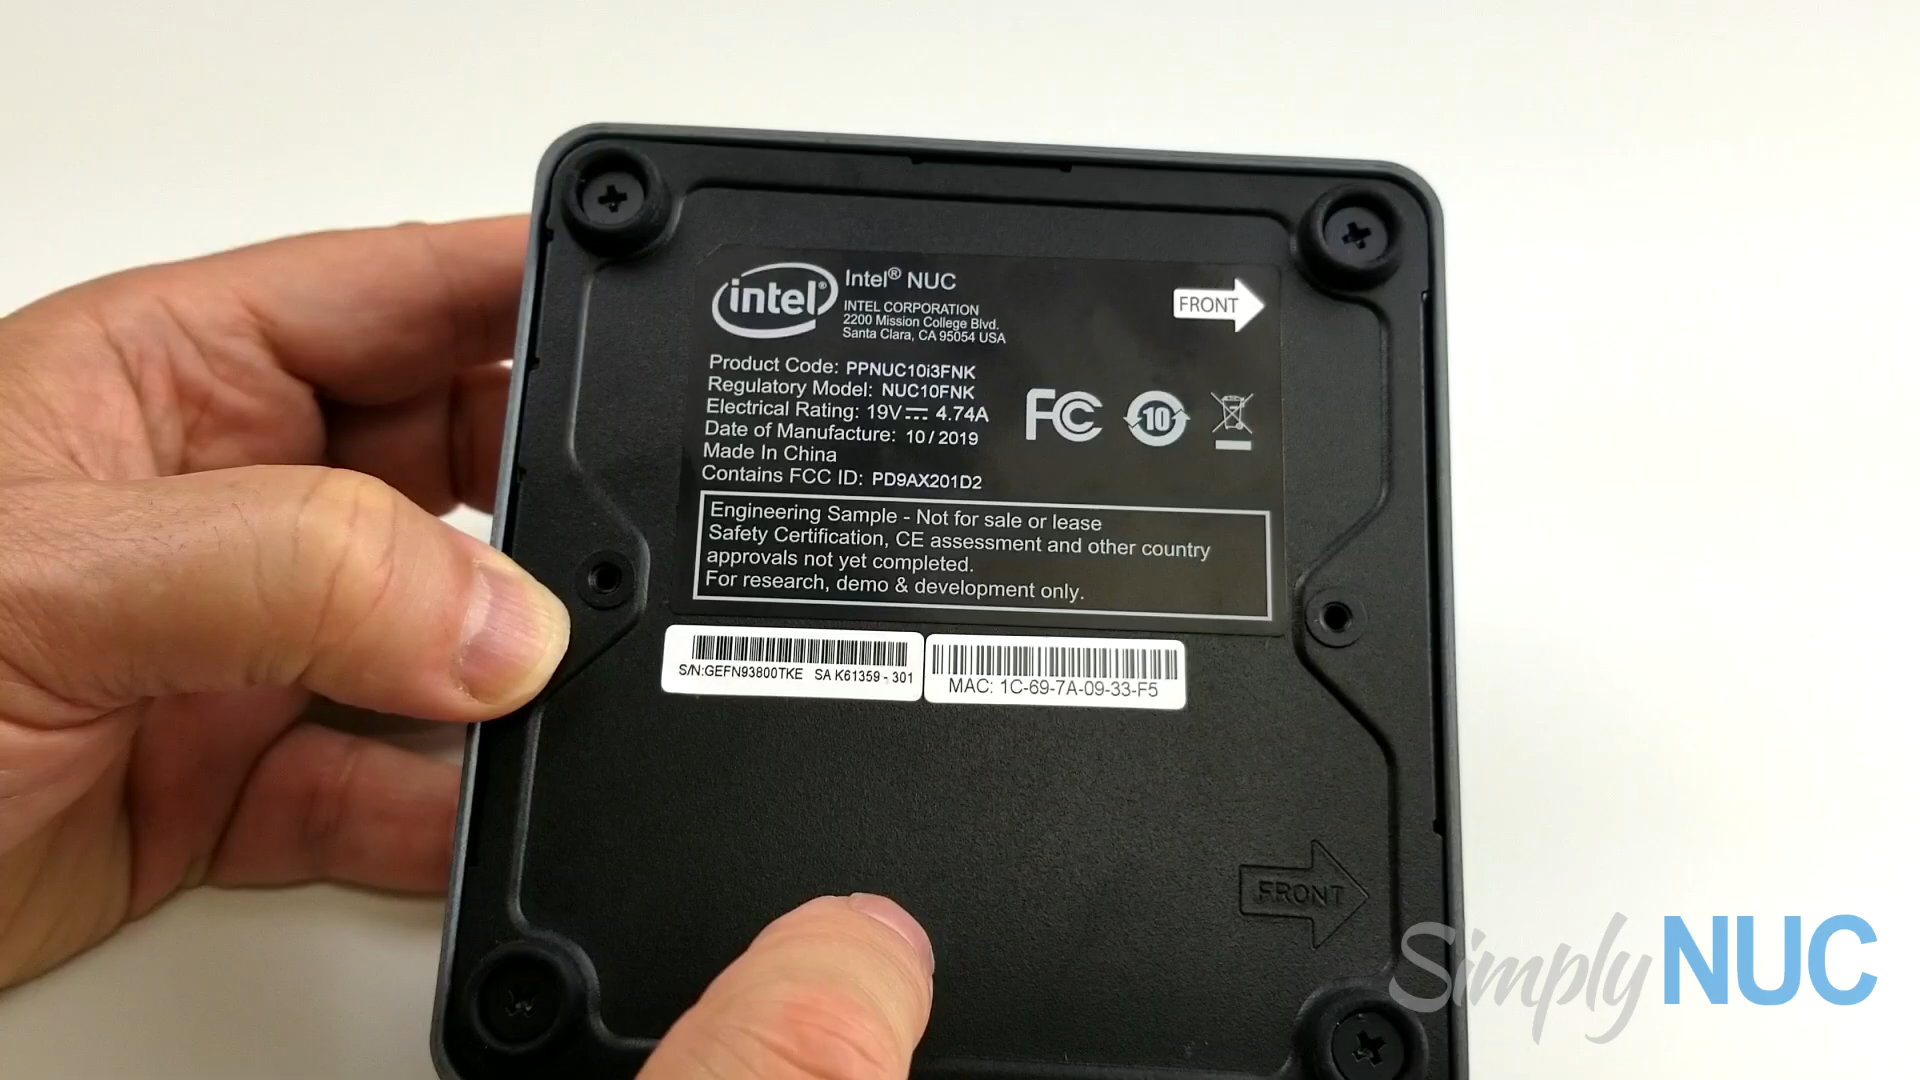 intel®
Intel® NUC
INTEL CORPORATION
2200 Mission College Blvd.
Santa Clara, CA 95054 USA
FRONT
Product Code: PPNUC10i3FNK
Regulatory Model: NUC10FNK
Electrical Rating: 19V⎓ 4.74A
Date of Manufacture: 10/2019
Made In China
Contains FCC ID: PD9AX201D2
FC
10
Engineering Sample - Not for sale or lease
Safety Certification, CE assessment and other country
approvals not yet completed.
For research, demo & development only.
S/N:GEFN93800TKE SA K61359-301
MAC: 1C-69-7A-09-33-F5
FRONT
Simply NUC